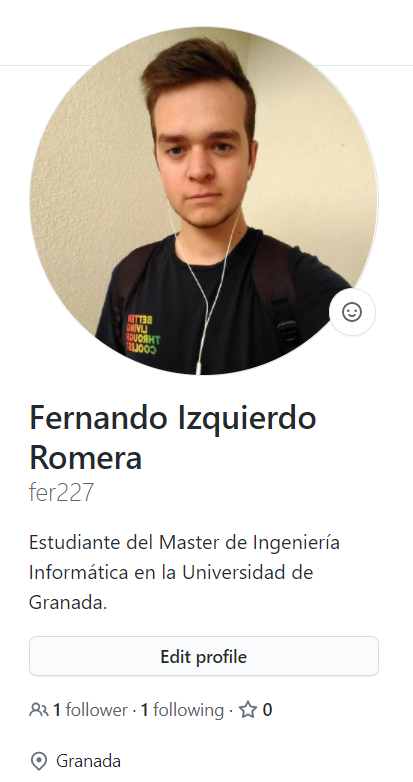 BETTER
LIVING
THROUGH
COOLEST
Fernando Izquierdo
Romera
fer227
Estudiante del Master de Ingeniería
Informática en la Universidad de
Granada.
Edit profile
1 follower · 1 following · 0
Granada